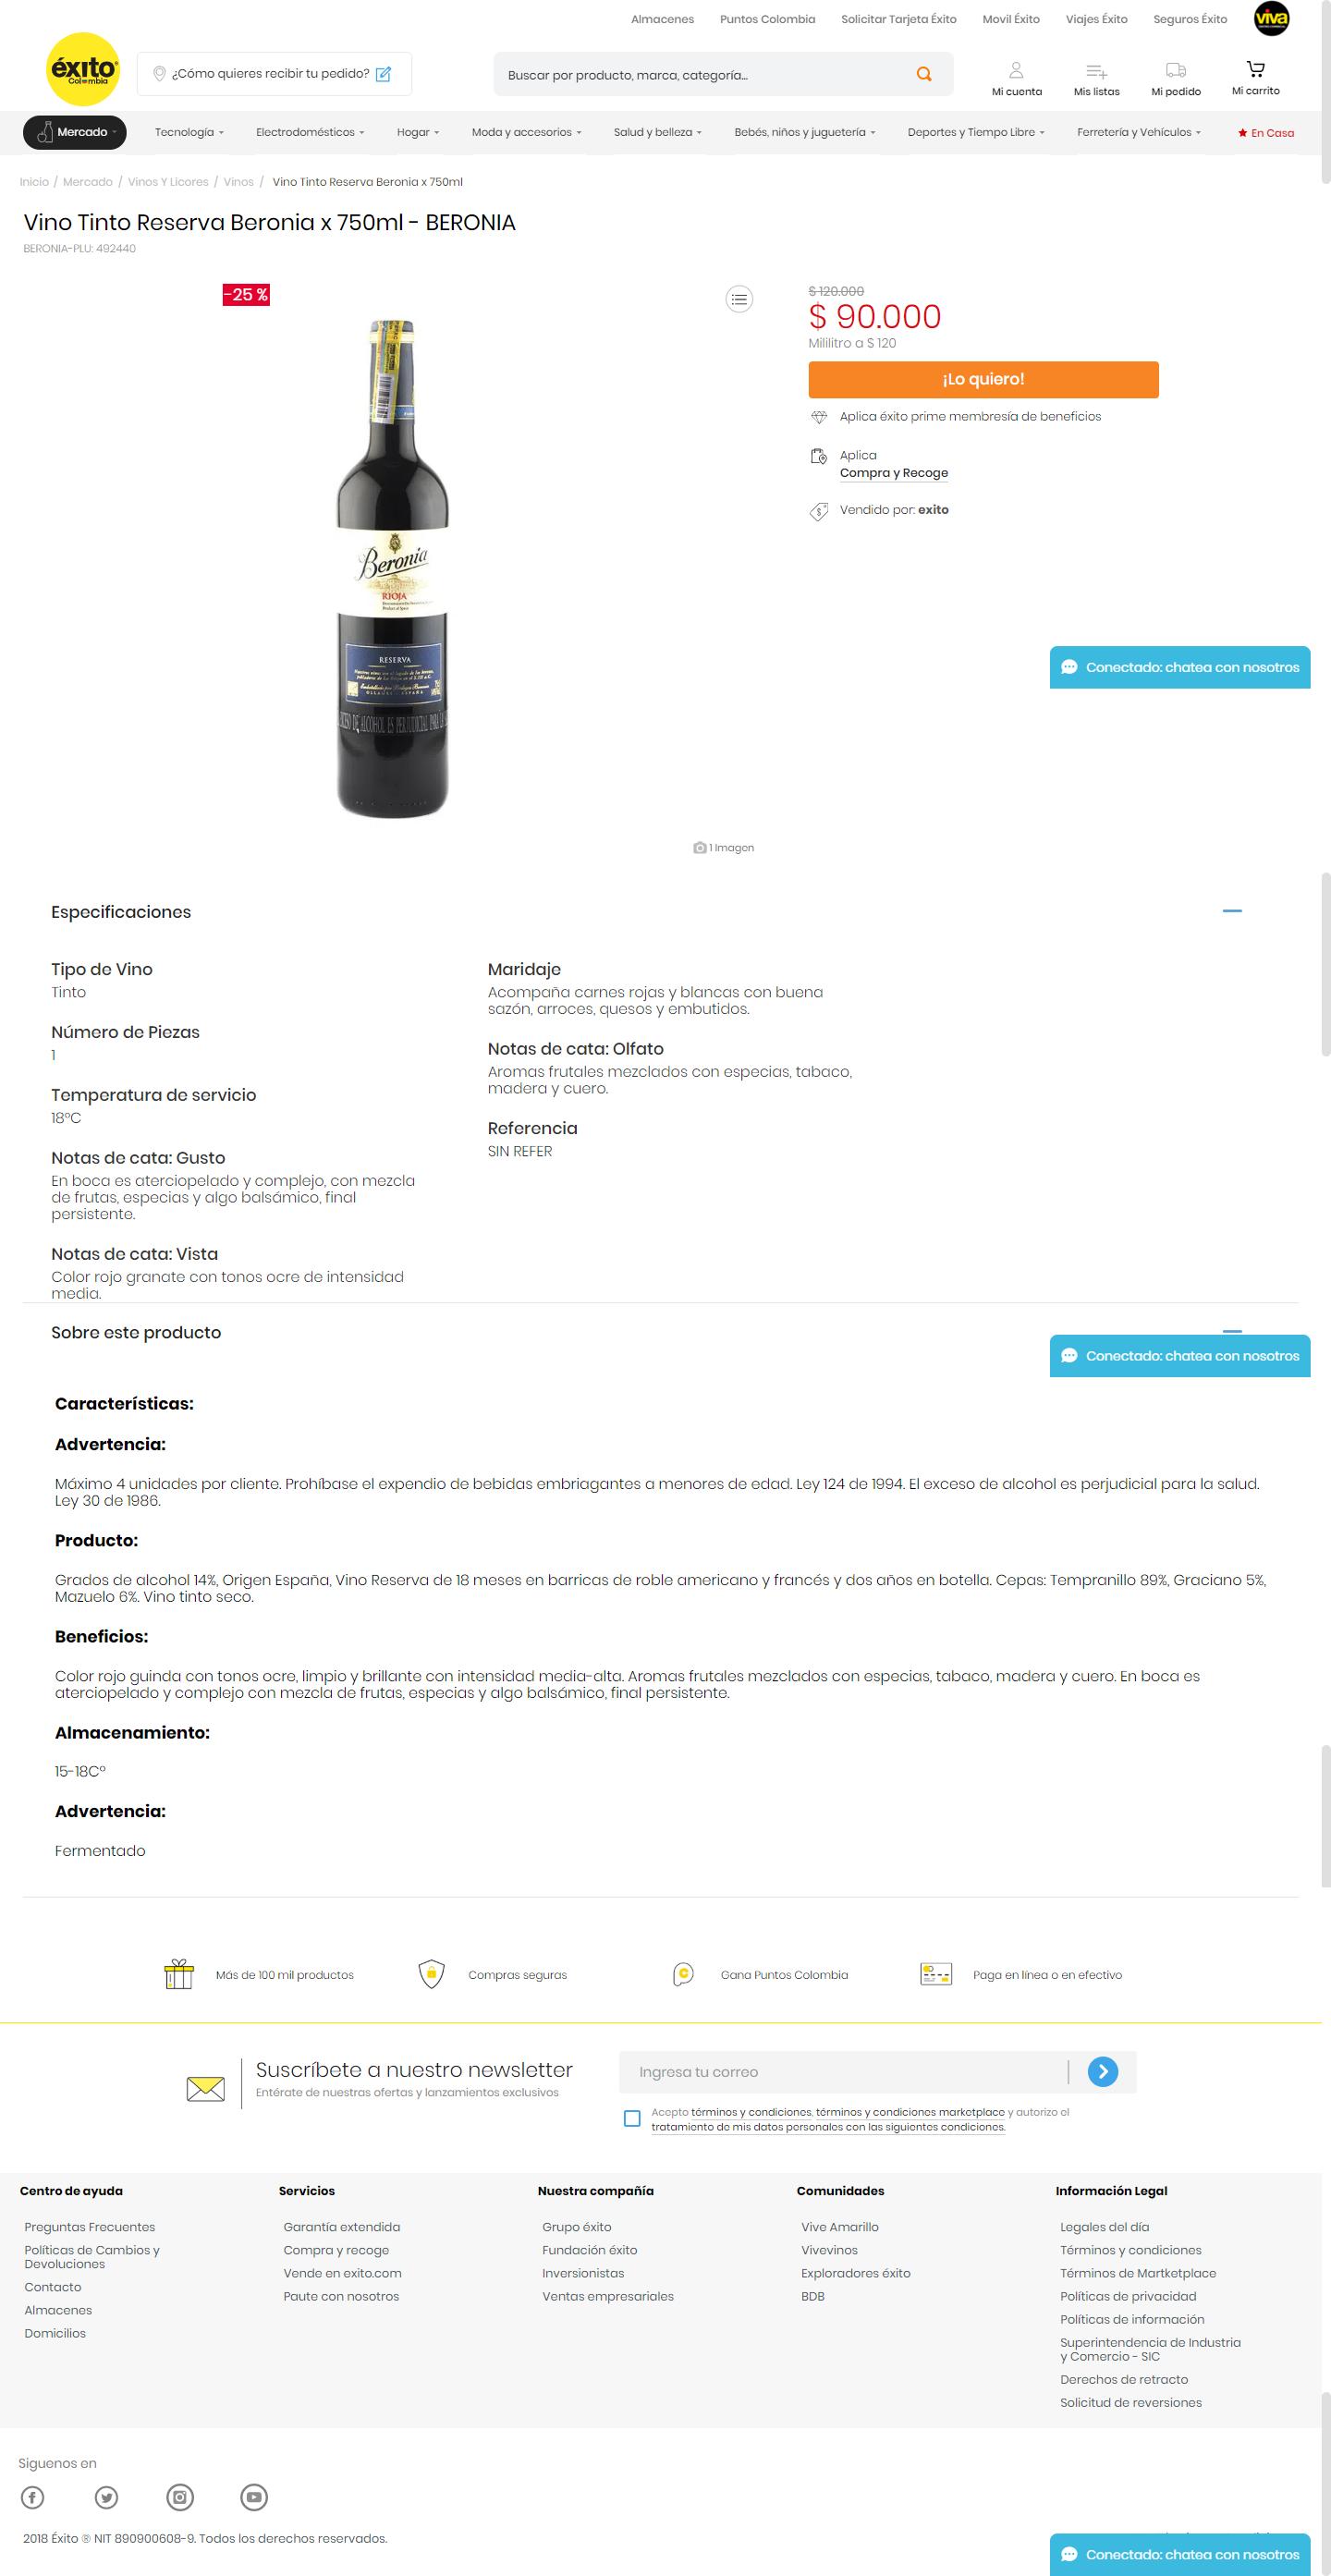 Almacenes Puntos Colombia Solicitar Tarjeta Éxito Movil Éxito Viajes Éxito Seguros Éxito viva
éxito
Colombia
¿Cómo quieres recibir tu pedido?
Buscar por producto, marca, categoría...
Mi cuenta Mis listas Mi pedido Mi carrito
Mercado Tecnología Electrodomésticos Hogar Moda y accesorios Salud y belleza Bebés, niños y juguetería Deportes y Tiempo Libre Ferretería y Vehículos En Casa
Inicio / Mercado / Vinos Y Licores / Vinos / Vino Tinto Reserva Beronia x 750ml
Vino Tinto Reserva Beronia x 750ml - BERONIA
BERONIA-PLU: 492440
-25 %
Beronia
RIOJA
RESERVA
1 Imagen
$ 120.000
$ 90.000
Mililitro a $ 120
¡Lo quiero!
Aplica éxito prime membresía de beneficios
Aplica
Compra y Recoge
Vendido por: exito
Conectado: chatea con nosotros
Especificaciones
Tipo de Vino
Tinto
Número de Piezas
1
Temperatura de servicio
18°C
Notas de cata: Gusto
En boca es aterciopelado y complejo, con mezcla
de frutas, especias y algo balsámico, final
persistente.
Notas de cata: Vista
Color rojo granate con tonos ocre de intensidad
media.
Maridaje
Acompaña carnes rojas y blancas con buena
sazón, arroces, quesos y embutidos.
Notas de cata: Olfato
Aromas frutales mezclados con especias, tabaco,
madera y cuero.
Referencia
SIN REFER
Sobre este producto
Conectado: chatea con nosotros
Características:
Advertencia:
Máximo 4 unidades por cliente. Prohíbase el expendio de bebidas embriagantes a menores de edad. Ley 124 de 1994. El exceso de alcohol es perjudicial para la salud.
Ley 30 de 1986.
Producto:
Grados de alcohol 14%, Origen España, Vino Reserva de 18 meses en barricas de roble americano y francés y dos años en botella. Cepas: Tempranillo 89%, Graciano 5%,
Mazuelo 6%. Vino tinto seco.
Beneficios:
Color rojo guinda con tonos ocre, limpio y brillante con intensidad media-alta. Aromas frutales mezclados con especias, tabaco, madera y cuero. En boca es
aterciopelado y complejo con mezcla de frutas, especias y algo balsámico, final persistente.
Almacenamiento:
15-18C°
Advertencia:
Fermentado
Más de 100 mil productos Compras seguras Gana Puntos Colombia Paga en línea o en efectivo
Suscríbete a nuestro newsletter
Entérate de nuestras ofertas y lanzamientos exclusivos
Ingresa tu correo
Acepto términos y condiciones, términos y condiciones marketplace y autorizo el
tratamiento de mis datos personales con las siguientes condiciones.
Centro de ayuda
Preguntas Frecuentes
Políticas de Cambios y
Devoluciones
Contacto
Almacenes
Domicilios
Servicios
Garantía extendida
Compra y recoge
Vende en exito.com
Paute con nosotros
Nuestra compañía
Grupo éxito
Fundación éxito
Inversionistas
Ventas empresariales
Comunidades
Vive Amarillo
Vivevinos
Exploradores éxito
BDB
Información Legal
Legales del día
Términos y condiciones
Términos de Martketplace
Políticas de privacidad
Políticas de información
Superintendencia de Industria
y Comercio - SIC
Derechos de retracto
Solicitud de reversiones
Siguenos en
2018 Éxito ® NIT 890900608-9. Todos los derechos reservados.
Conectado: chatea con nosotros